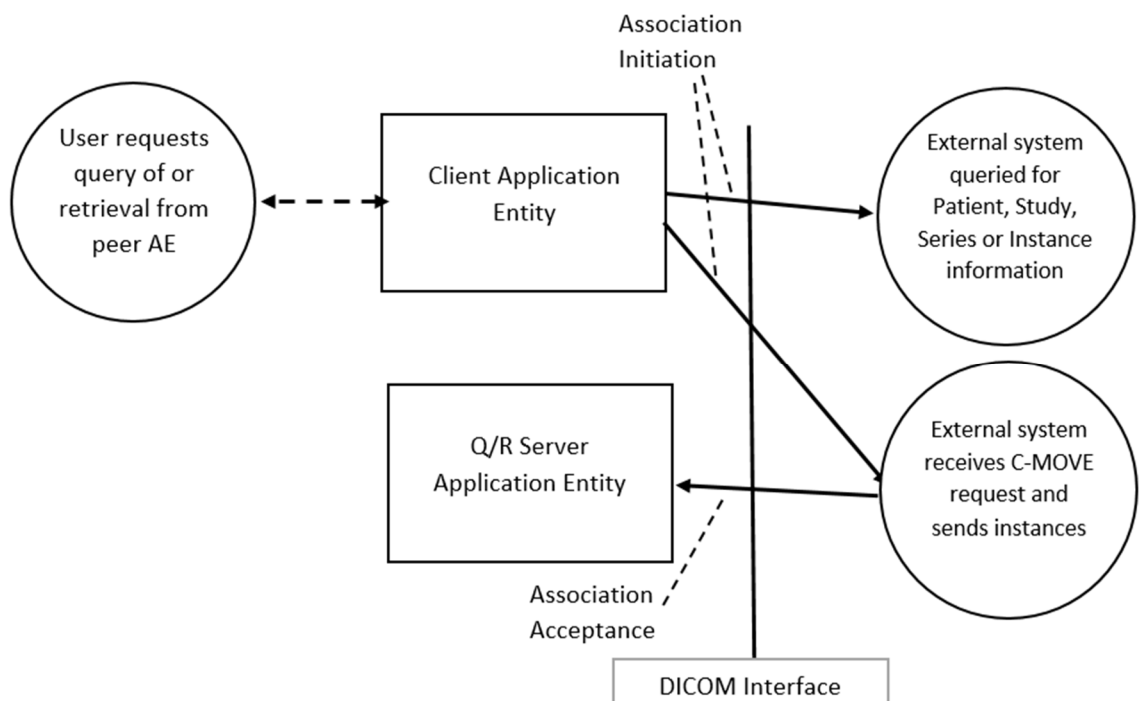 Association
Initiation
User requests
query of or
retrieval from
peer AE
Client Application
Entity
External system
queried for
Patient, Study,
Series or Instance
information
Q/R Server
Application Entity
External system
receives C-MOVE
request and
sends instances
Association
Acceptance
DICOM Interface